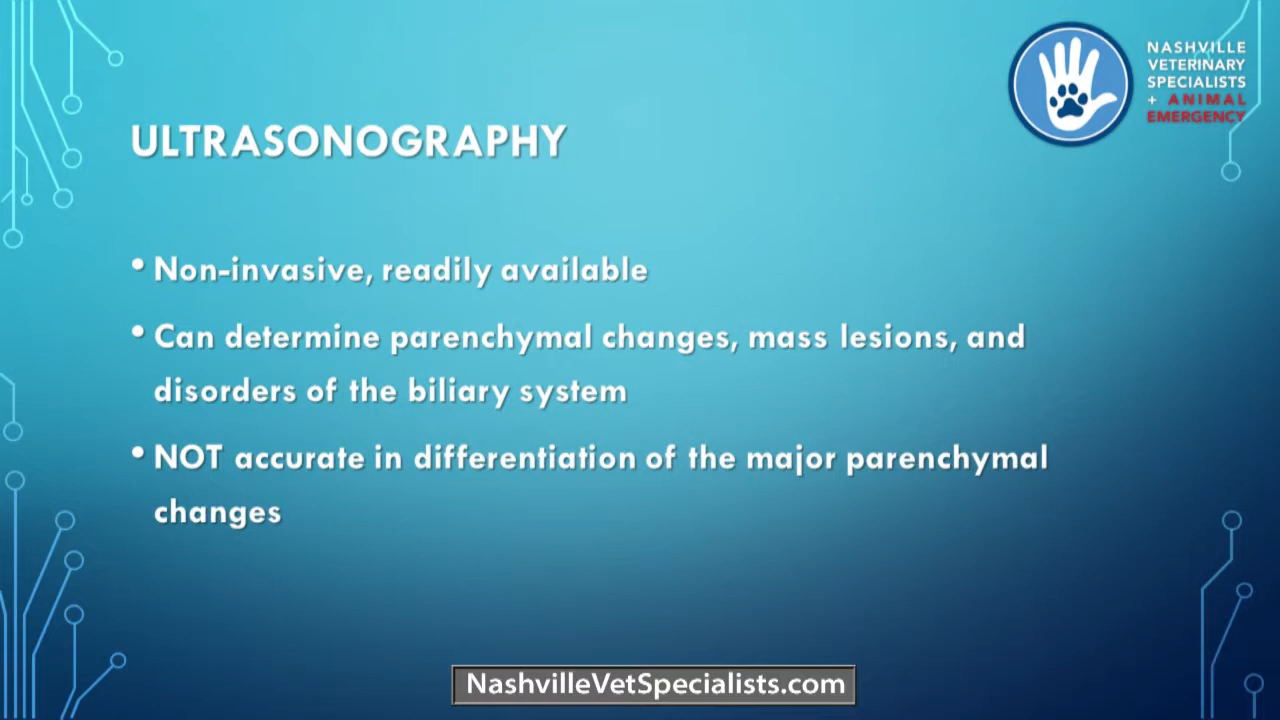 NASHVILLE
VETERINARY
SPECIALISTS
+ ANIMAL
EMERGENCY
ULTRASONOGRAPHY
• Non-invasive, readily available
• Can determine parenchymal changes, mass lesions, and
disorders of the biliary system
• NOT accurate in differentiation of the major parenchymal
changes
NashvilleVetSpecialists.com